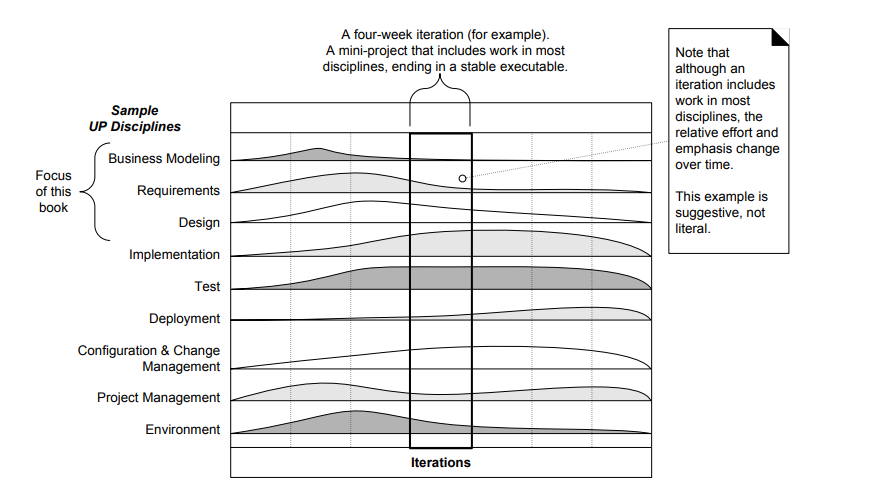 A four-week iteration (for example).
A mini-project that includes work in most
disciplines, ending in a stable executable.
Note that
although an
iteration includes
work in most
disciplines, the
relative effort and
emphasis change
over time.
This example is
suggestive, not
literal.
Sample
UP Disciplines
Focus
of this
book
Business Modeling
Requirements
Design
Implementation
Test
Deployment
Configuration & Change
Management
Project Management
Environment
Iterations